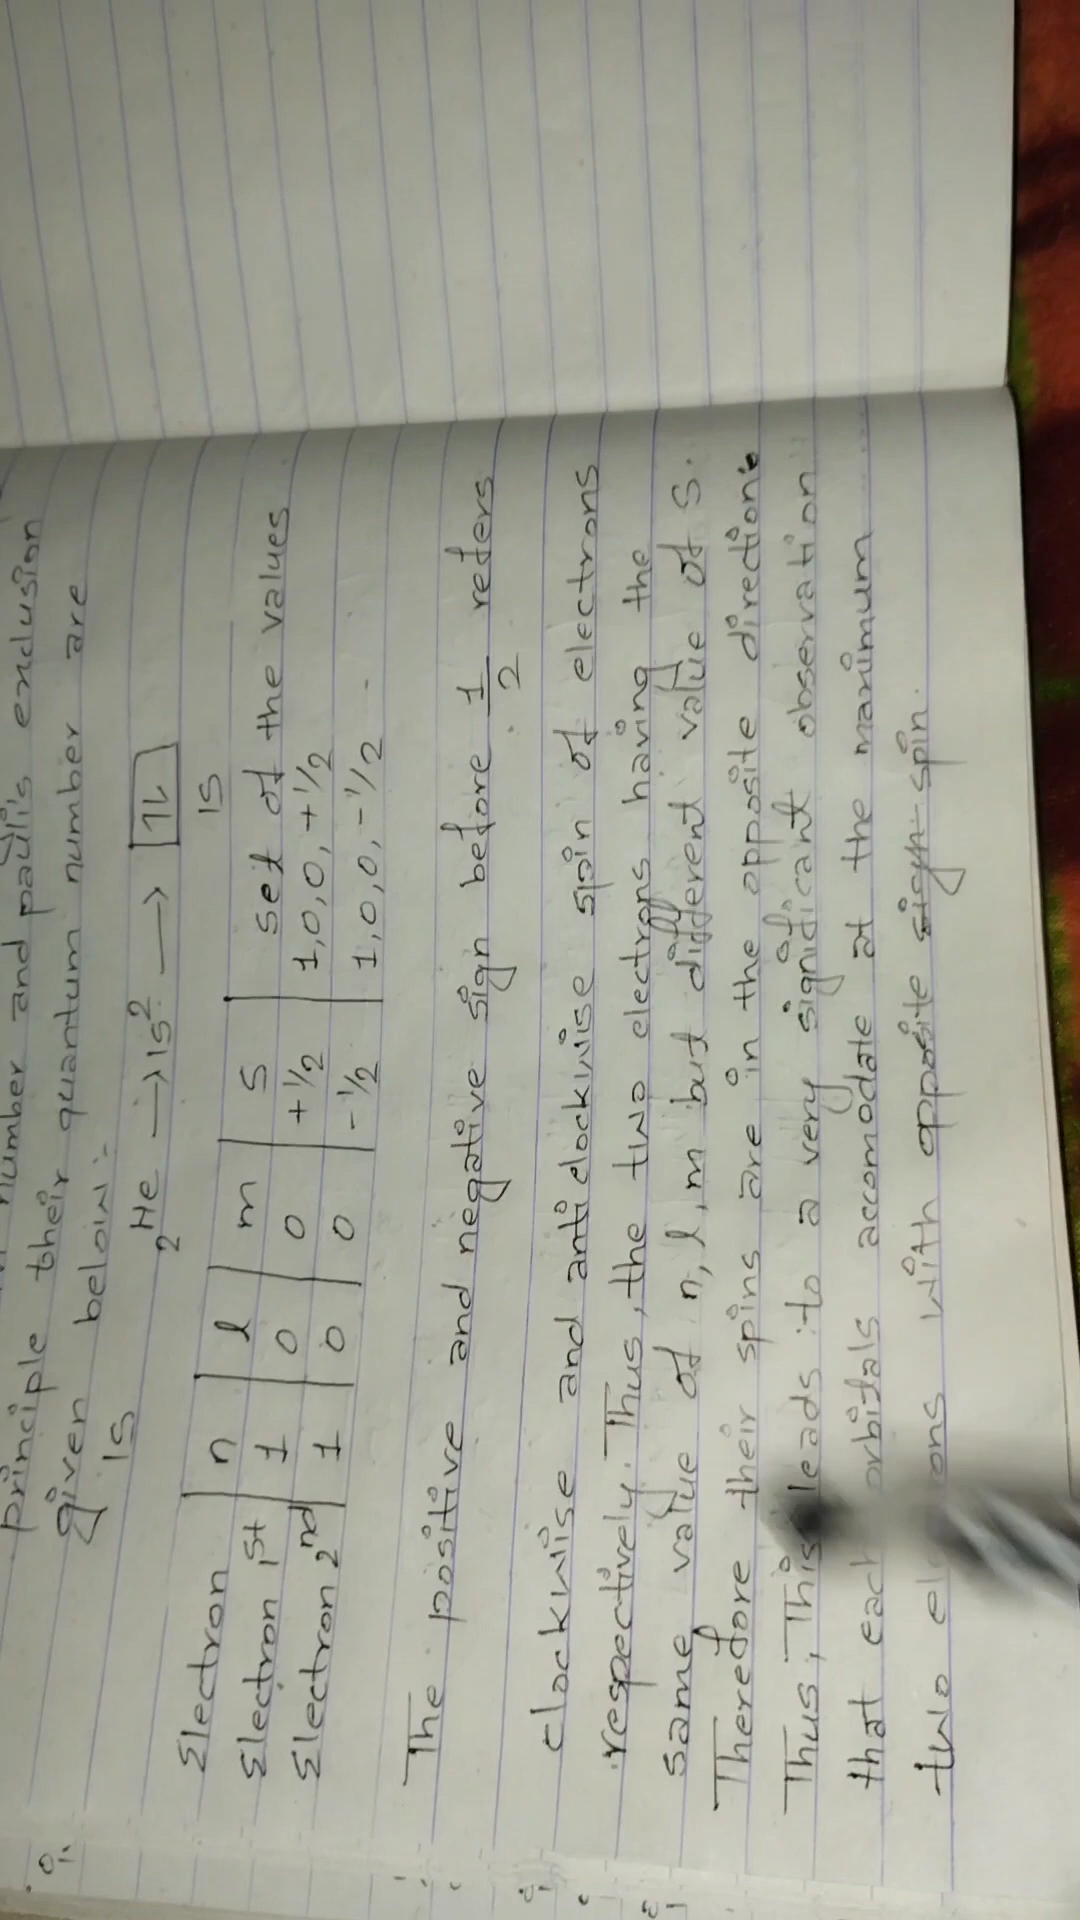 number and pauli's exclusion
principle their quantum number are
given below :-
1s
₂He → 1s² → [1L]
1s
Electron | n | l | m | s | set of the values
Electron 1st | 1 | 0 | 0 | +1/2 | 1,0,0,+1/2
Electron 2nd | 1 | 0 | 0 | -1/2 | 1,0,0,-1/2
The positive and negative sign before 1/2 refers
clockwise and anticlockwise spin of electrons
respectively. Thus, the two electrons having the
same value of n, l, m but different value of s.
Therefore their spins are in the opposite directions
Thus, This leads to a very significant observation
that each orbitals accomodate at the maximum
two with opposite spin.